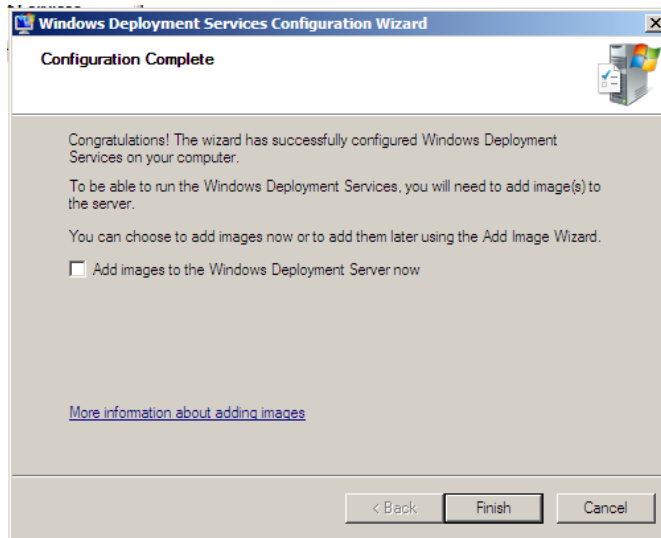 Windows Deployment Services Configuration Wizard
Configuration Complete
Congratulations! The wizard has successfully configured Windows Deployment
Services on your computer.
To be able to run the Windows Deployment Services, you will need to add image(s) to
the server.
You can choose to add images now or to add them later using the Add Image Wizard.
Add images to the Windows Deployment Server now
More information about adding images
< Back
Finish
Cancel